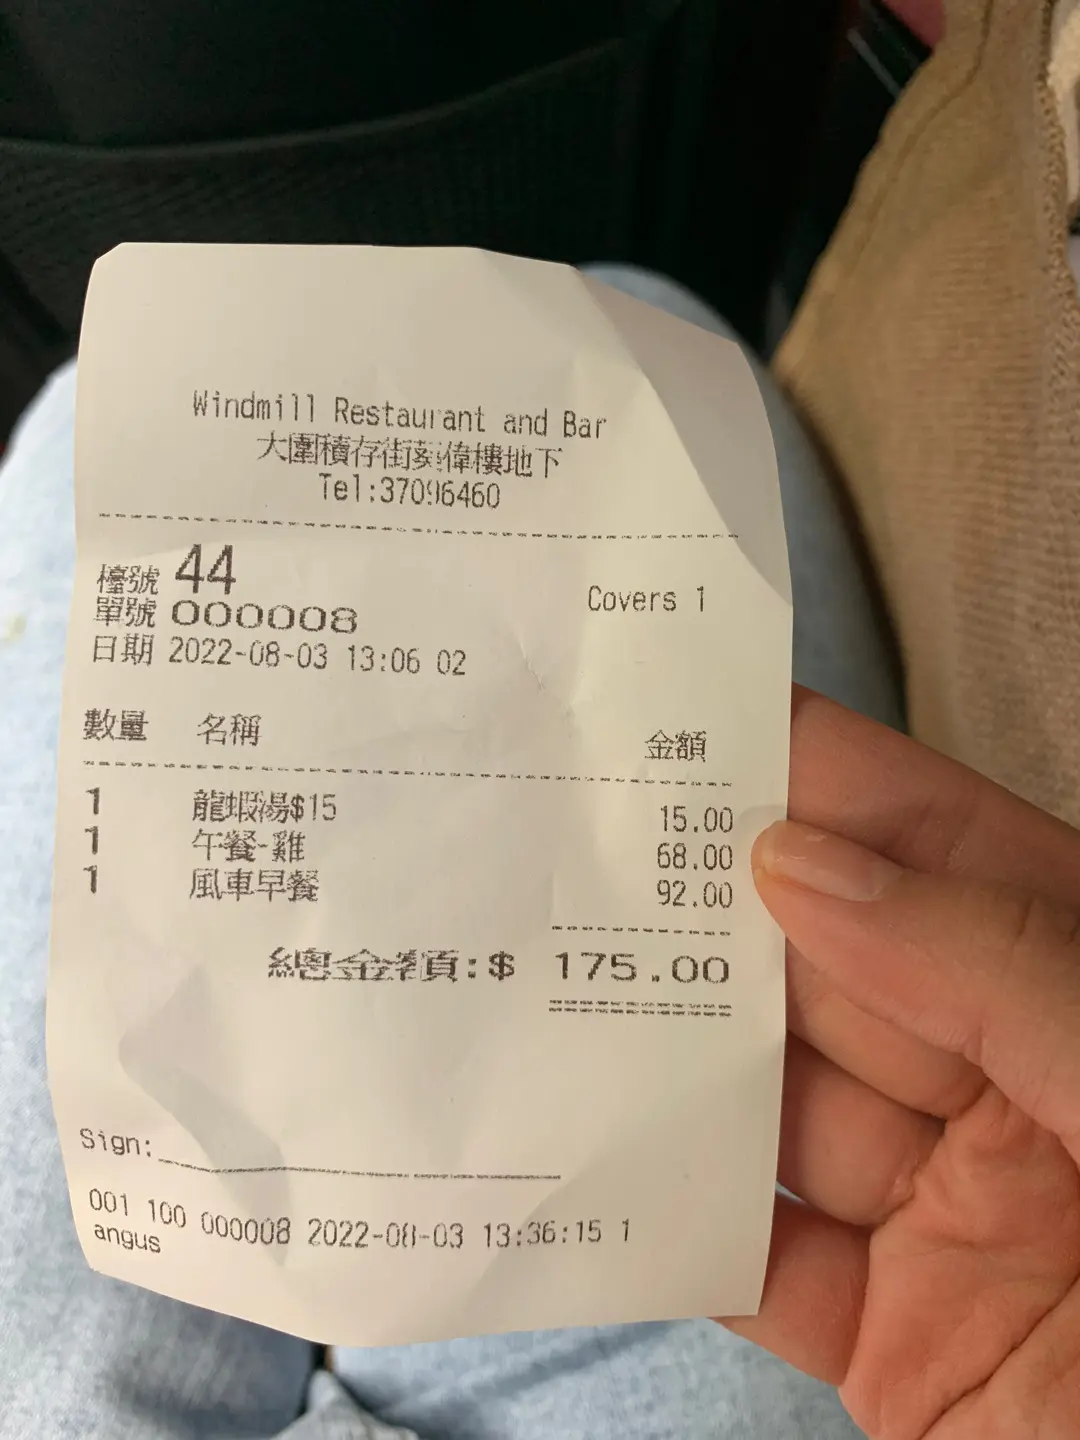 Windmill Restaurant and Bar
大圍積存街葵偉樓地下
Tel:37096460
檯號 44
Covers 1
單號 000008
日期 2022-08-03 13:06 02
數量 名稱 金額
1 龍蝦湯$15 15.00
1 午餐-雞 68.00
1 風車早餐 92.00
總金額:$ 175.00
Sign:
001 100 000008 2022-08-03 13:36:15 1
angus